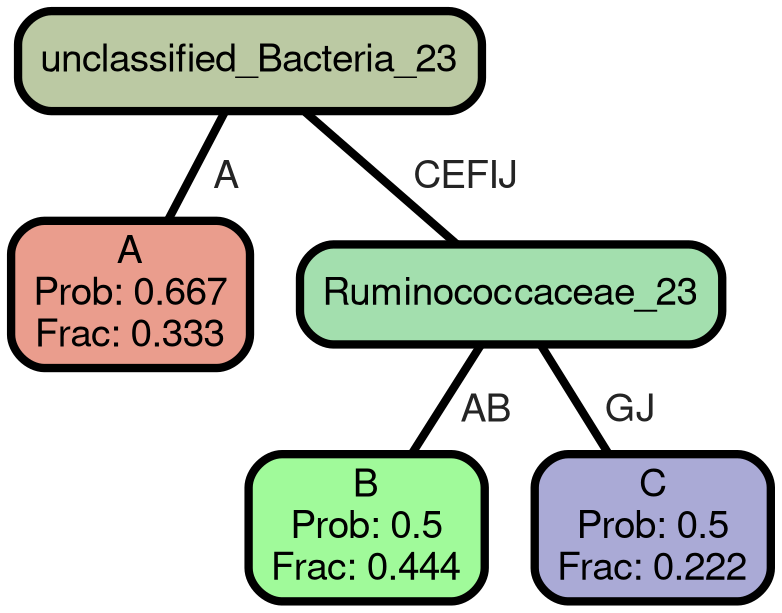 unclassified_Bacteria_23
A
CEFIJ
A
Prob: 0.667
Frac: 0.333
Ruminococcaceae_23
AB
GJ
B
Prob: 0.5
Frac: 0.444
C
Prob: 0.5
Frac: 0.222